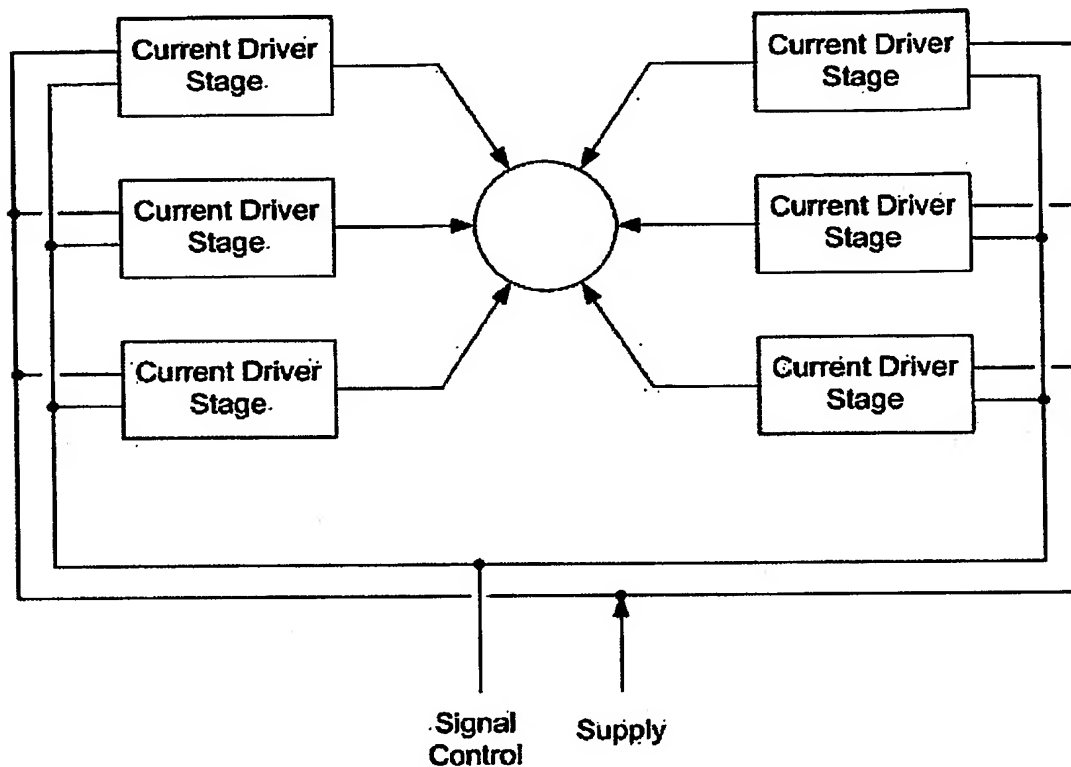 Current Driver
Stage
Current Driver
Stage
Current Driver
Stage
Current Driver
Stage
Current Driver
Stage
Current Driver
Stage
Signal
Control
Supply